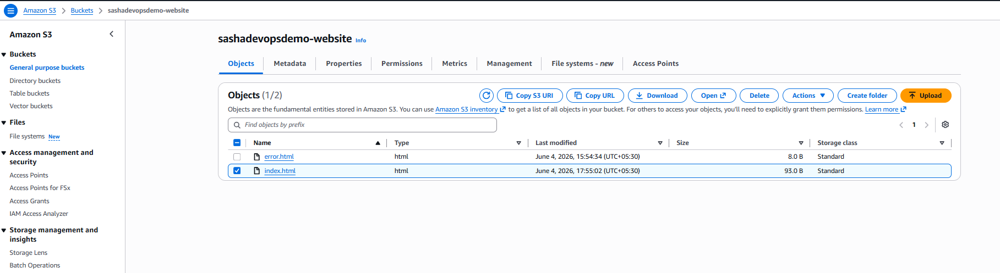 Amazon S3 > Buckets > sashadevopsdemo-website
Amazon S3
Buckets
General purpose buckets
Directory buckets
Table buckets
Vector buckets
Files
File systems New
Access management and
security
Access Points
Access Points for FSx
Access Grants
IAM Access Analyzer
Storage management and
insights
Storage Lens
Batch Operations
sashadevopsdemo-website Info
Objects Metadata Properties Permissions Metrics Management File systems - new Access Points
Objects (1/2) Copy S3 URI Copy URL Download Open Delete Actions Create folder Upload
Objects are the fundamental entities stored in Amazon S3. You can use Amazon S3 inventory to get a list of all objects in your bucket. For others to access your objects, you'll need to explicitly grant them permissions. Learn more
Find objects by prefix 1
Name Type Last modified Size Storage class
error.html html June 4, 2026, 15:54:34 (UTC+05:30) 8.0 B Standard
index.html html June 4, 2026, 17:55:02 (UTC+05:30) 93.0 B Standard